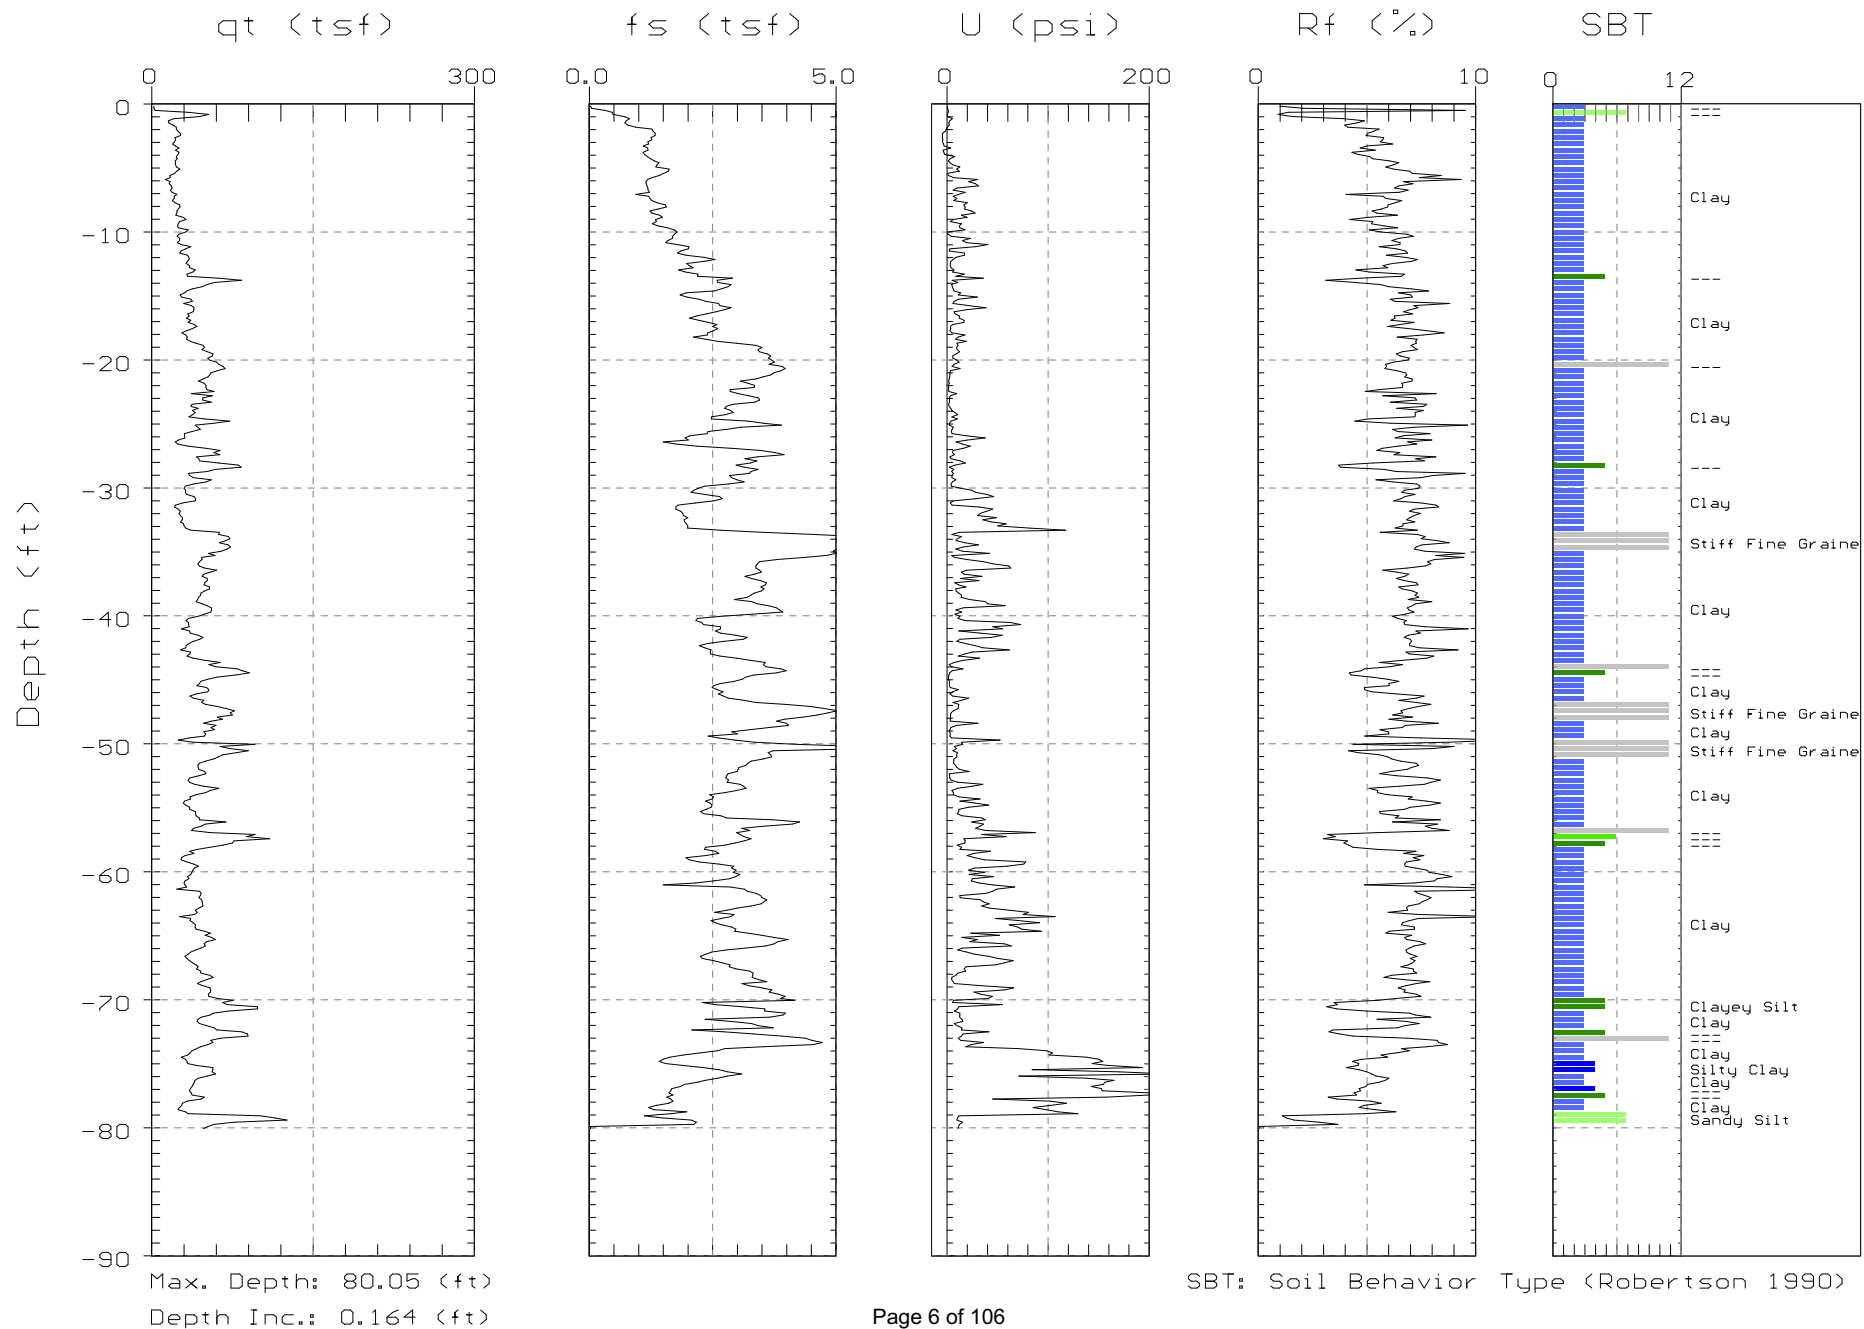 qt (tsf) fs (tsf) U (psi) Rf (%) SBT
0 300 0.0 5.0 0 200 0 10 0 12
Depth (ft)
0
-10
-20
-30
-40
-50
-60
-70
-80
-90
---
---
Clay
---
Clay
---
Clay
---
Clay
Stiff Fine Graine
Clay
---
---
Clay
Stiff Fine Graine
Clay
Stiff Fine Graine
Clay
---
---
---
Clay
Clayey Silt
Clay
---
---
Clay
Silty Clay
Clay
---
---
Clay
Sandy Silt
Max. Depth: 80.05 (ft)
Depth Inc.: 0.164 (ft)
SBT: Soil Behavior Type (Robertson 1990)
Page 6 of 106